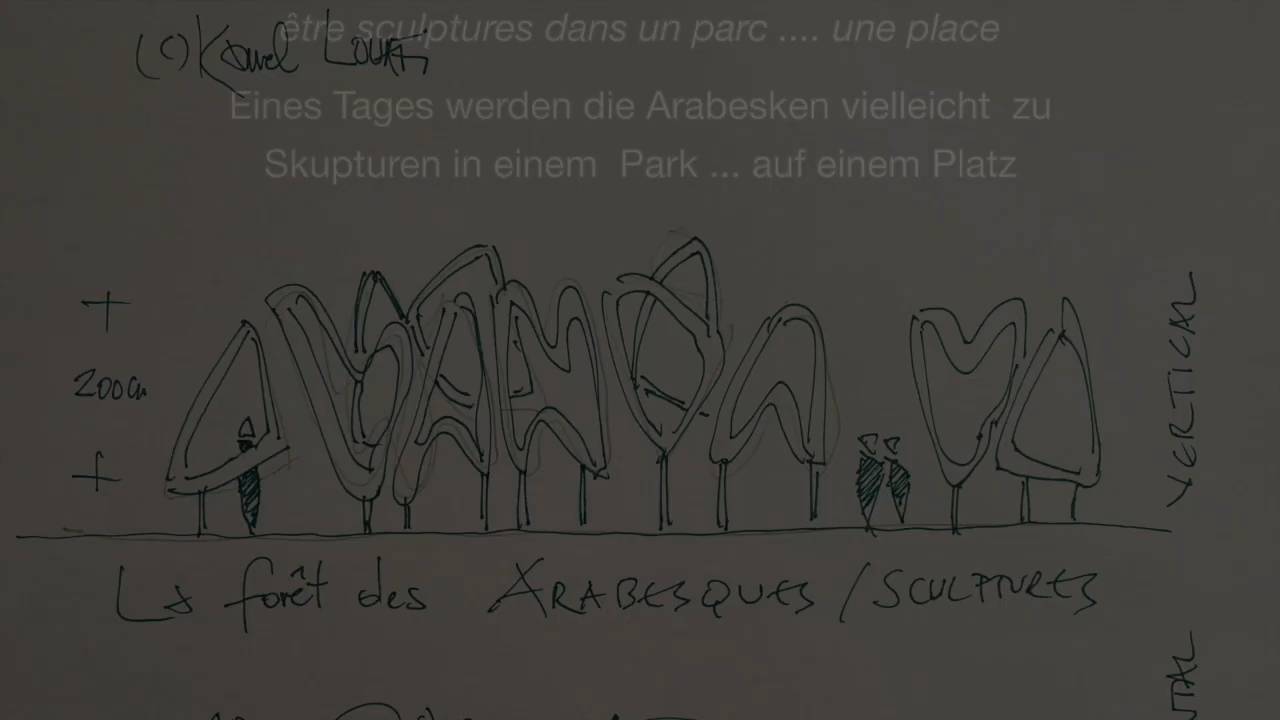 être sculptures dans un parc .... une place
(c) Kamel LOUAFI
Eines Tages werden die Arabesken vielleicht zu
Skupturen in einem Park ... auf einem Platz
+
200cm
+
VERTICAL
La forêt des ARABESQUES / SCULPTURES